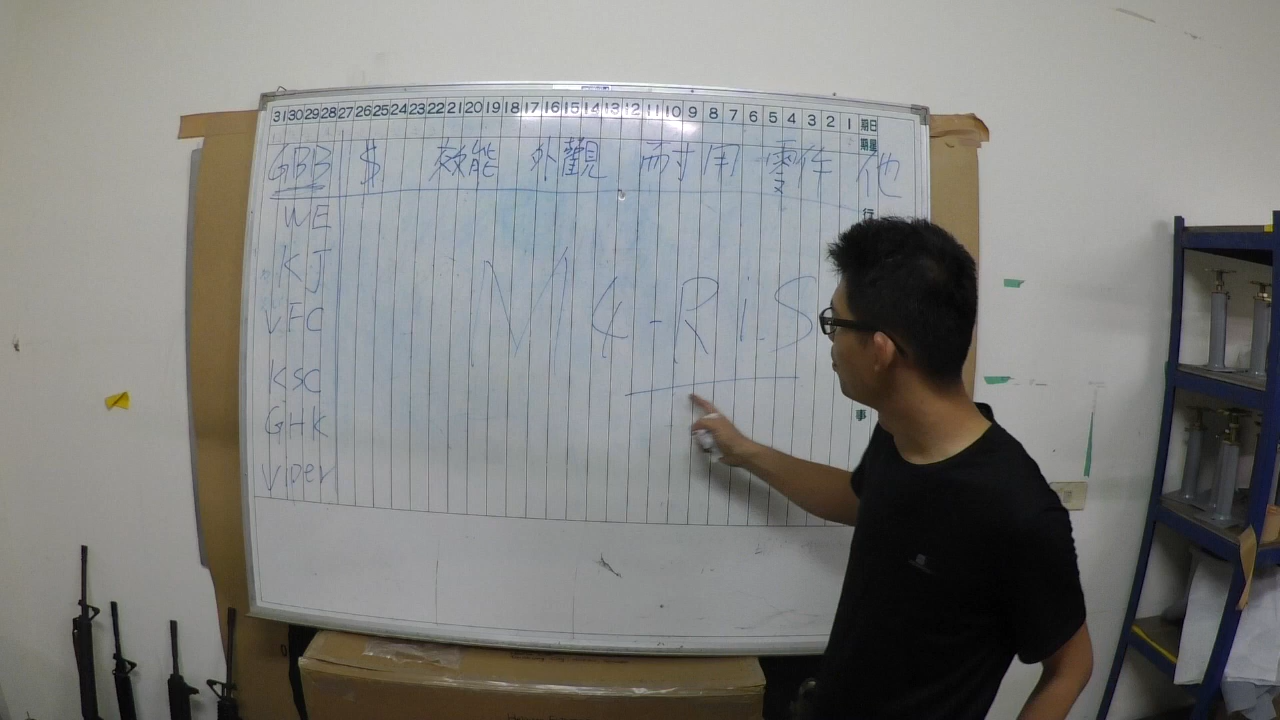 31 30 29 28 27 26 25 24 23 22 21 20 19 18 17 16 15 14 13 12 11 10 9 8 7 6 5 4 3 2 1 期日
期星
GBB $ 效能 外觀 耐用 零件 他
行
WE
KJ
M4-RIS
VFC
KSC
事
GHK
Viper